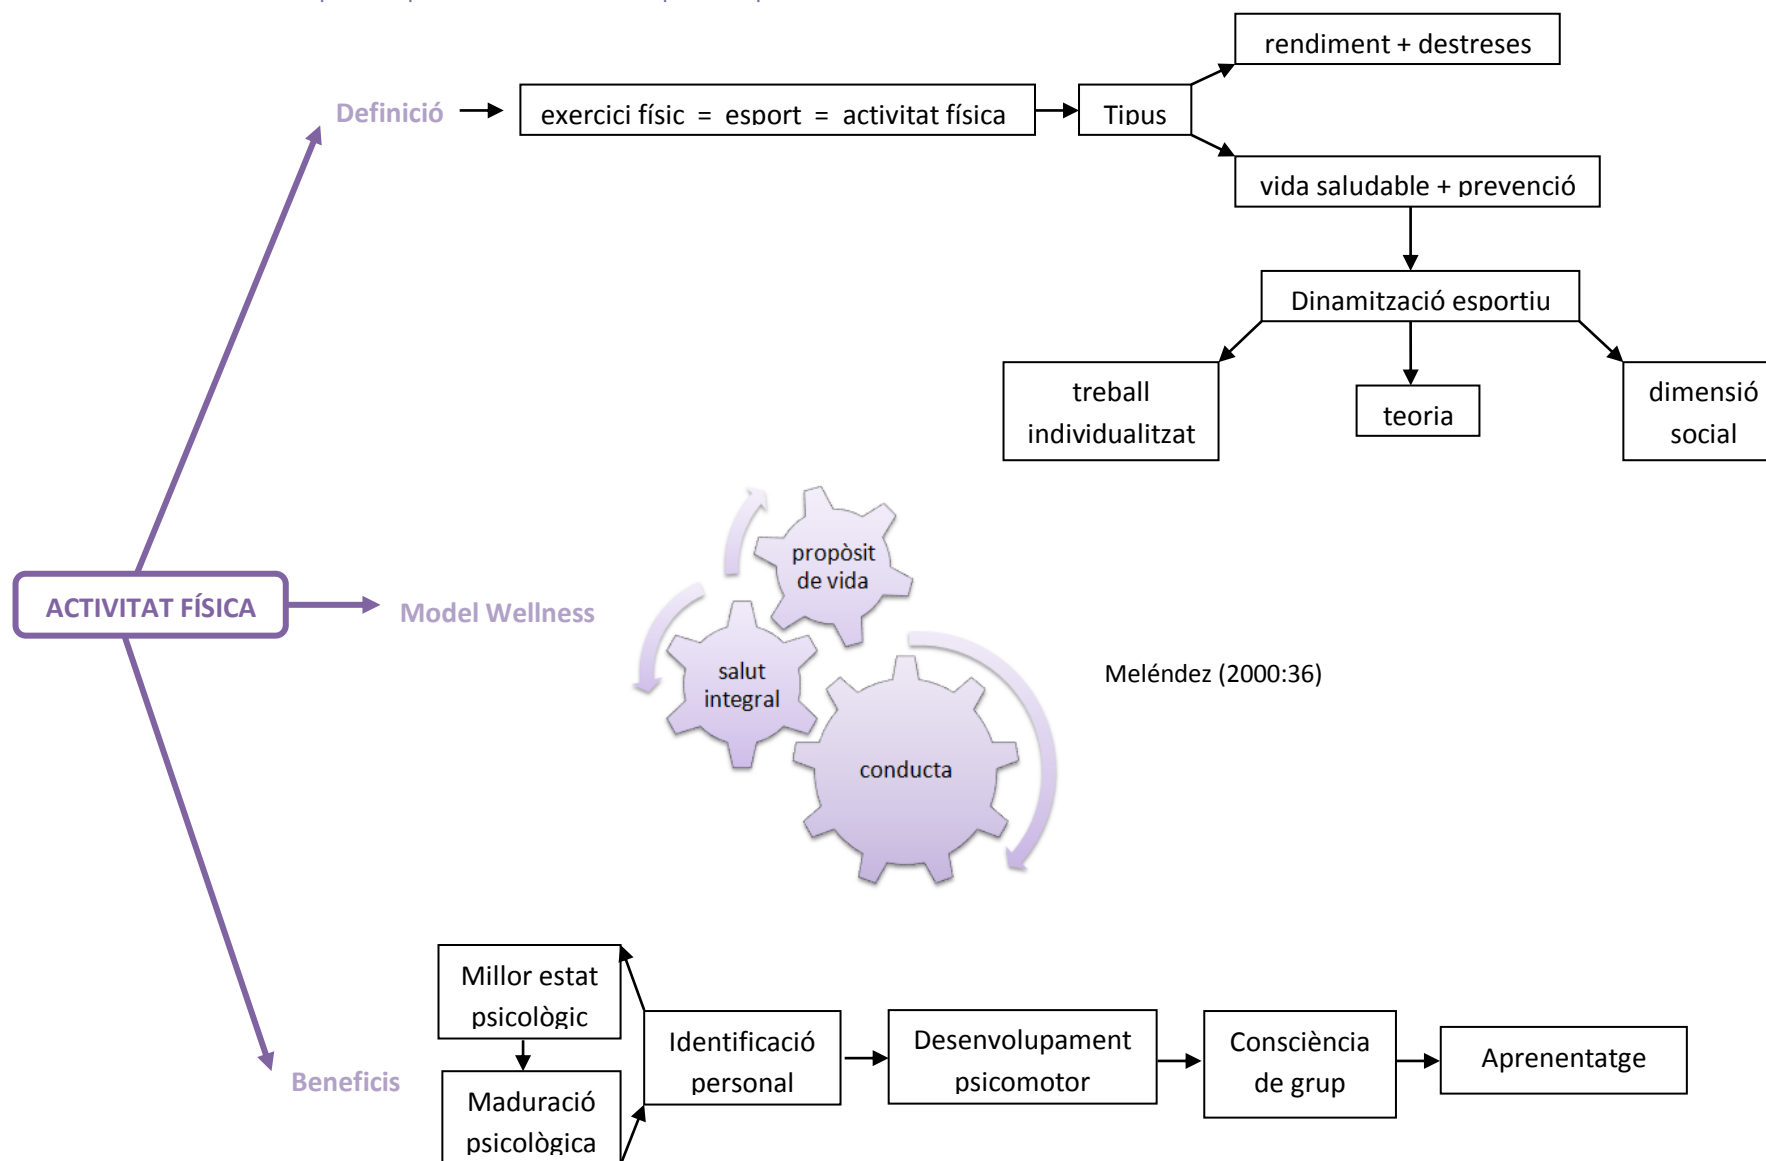 rendiment + destreses
Definició
exercici físic = esport = activitat física
Tipus
vida saludable + prevenció
Dinamització esportiu
treball
individualitzat
teoria
dimensió
social
ACTIVITAT FÍSICA
Model Wellness
propòsit
de vida
salut
integral
conducta
Meléndez (2000:36)
Beneficis
Millor estat
psicològic
Maduració
psicològica
Identificació
personal
Desenvolupament
psicomotor
Consciència
de grup
Aprenentatge